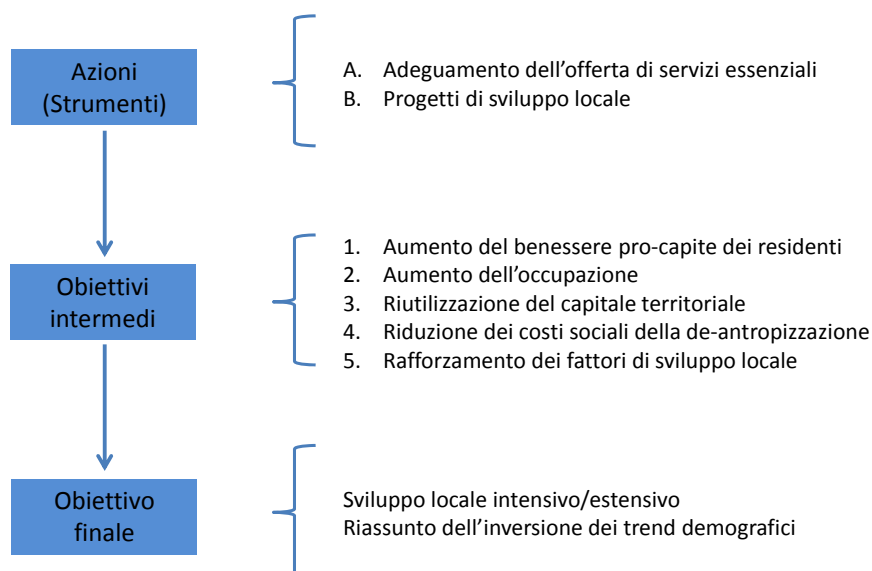 Azioni
(Strumenti)
A. Adeguamento dell'offerta di servizi essenziali
B. Progetti di sviluppo locale
Obiettivi
intermedi
1. Aumento del benessere pro-capite dei residenti
2. Aumento dell'occupazione
3. Riutilizzazione del capitale territoriale
4. Riduzione dei costi sociali della de-antropizzazione
5. Rafforzamento dei fattori di sviluppo locale
Obiettivo
finale
Sviluppo locale intensivo/estensivo
Riassunto dell'inversione dei trend demografici